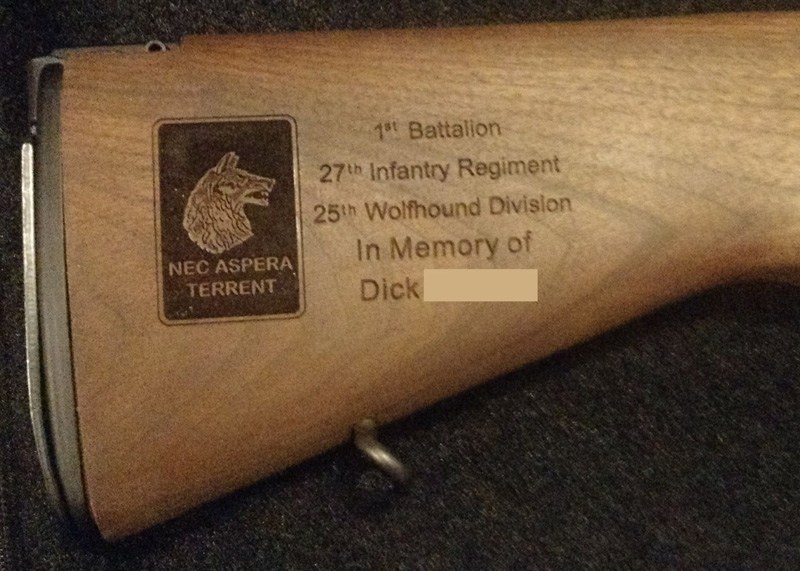 NEC ASPERA
TERRENT
1st Battalion
27th Infantry Regiment
25th Wolfhound Division
In Memory of
Dick